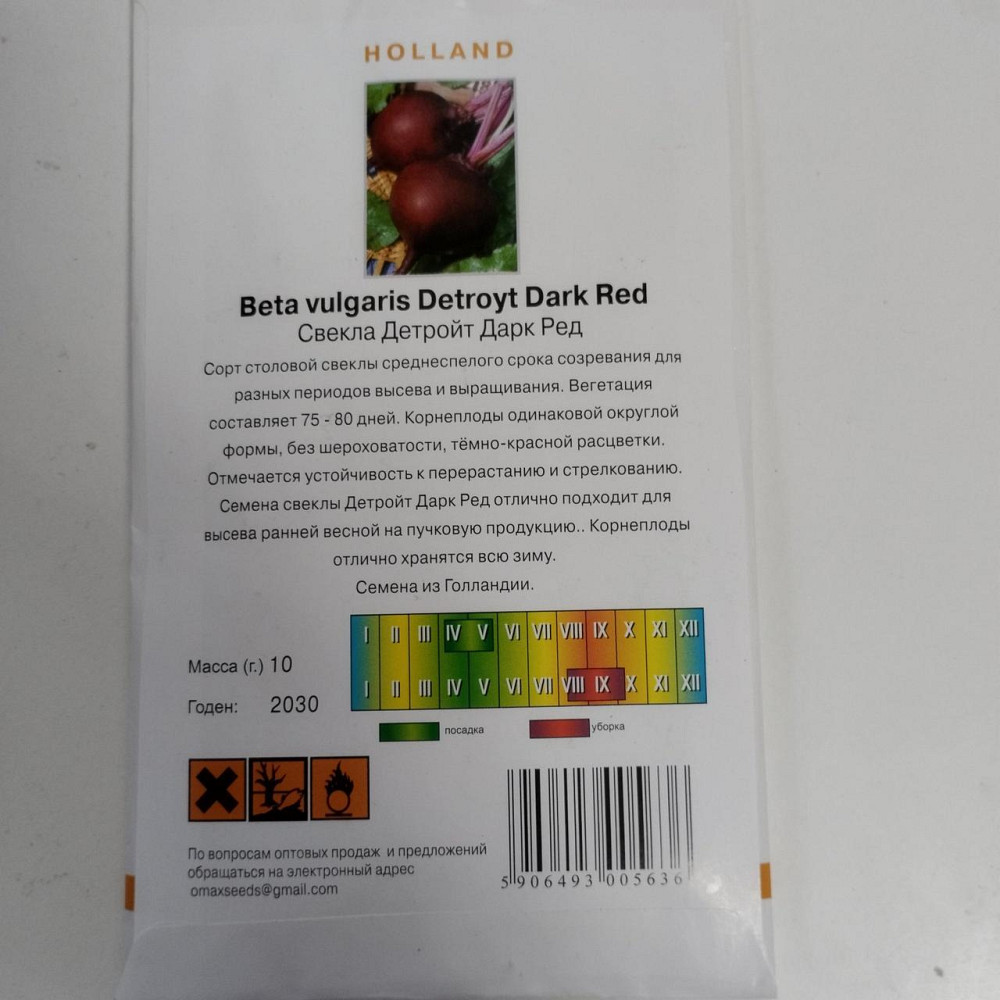 HOLLAND
Beta vulgaris Detroyt Dark Red
Свекла Детройт Дарк Ред
Сорт столовой свеклы среднеспелого срока созревания для
разных периодов высева и выращивания. Вегетация
составляет 75 - 80 дней. Корнеплоды одинаковой округлой
формы, без шероховатости, тёмно-красной расцветки.
Отмечается устойчивость к перерастанию и стрелкованию.
Семена свеклы Детройт Дарк Ред отлично подходит для
высева ранней весной на пучковую продукцию.. Корнеплоды
отлично хранятся всю зиму.
Семена из Голландии.
I II III IV V VI VII VIII IX X XI XII
Масса (г.) 10
I II III IV V VI VII VIII IX X XI XII
Годен: 2030
посадка уборка
По вопросам оптовых продаж и предложений
обращаться на электронный адрес
omaxseeds@gmail.com
5 906493 005636